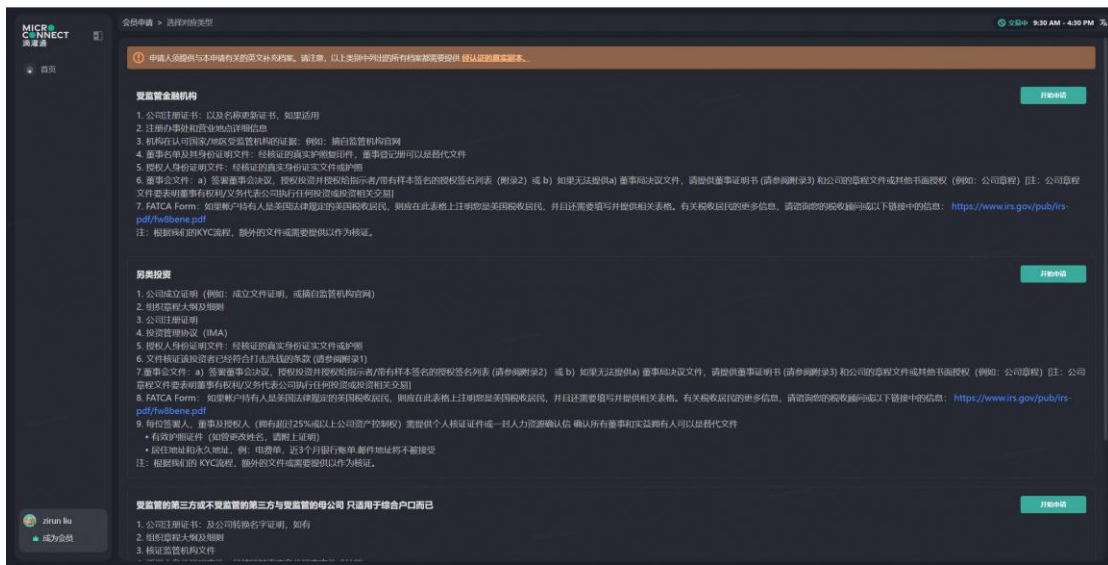 MICRO
CONNECT
滴灌通
会员申请 > 选择对应类型
交易中 9:30 AM - 4:30 PM
首页
申请人须提供与本申请有关的英文补充档案。请注意，以上类别中列出的所有档案都需要提供 经认证的真实副本。
受监管金融机构
开始申请
1. 公司注册证书：以及名称更新证书，如果适用
2. 注册办事处和营业地点详细信息
3. 机构在认可国家/地区受监管机构的证据：例如：摘自监管机构官网
4. 董事名单及其身份证明文件：经核证的真实护照复印件，董事登记册可以是替代文件
5. 授权人身份证明文件：经核证的真实身份证实文件或护照
6. 董事会文件：a) 签署董事会决议，授权投资并授权给指示者/带有样本签名的授权签名列表（附录2）或 b) 如果无法提供a) 董事局决议文件，请提供董事证明书 (请参阅附录3) 和公司的章程文件或其他书面授权（例如：公司章程）[注：公司章程
文件要表明董事有权利/义务代表公司执行任何投资或投资相关交易]
7. FATCA Form：如果帐户持有人是美国法律规定的美国税收居民，则应在此表格上注明您是美国税收居民，并且还需要填写并提供相关表格。有关税收居民的更多信息，请咨询您的税收顾问或以下链接中的信息： https://www.irs.gov/pub/irs-
pdf/fw8bene.pdf
注：根据我们的KYC流程，额外的文件或需要提供以作为核证。
另类投资
开始申请
1. 公司成立证明（例如：成立文件证明，或摘自监管机构官网）
2. 组织章程大纲及细则
3. 公司注册证明
4. 投资管理协议（IMA）
5. 授权人身份证明文件：经核证的真实身份证实文件或护照
6. 文件核证该投资者已经符合打击洗钱的条款 (请参阅附录1)
7.董事会文件：a) 签署董事会决议，授权投资并授权给指示者/带有样本签名的授权签名列表 (请参阅附录2） 或 b) 如果无法提供a) 董事局决议文件，请提供董事证明书 (请参阅附录3) 和公司的章程文件或其他书面授权（例如：公司章程）[注：公司
章程文件要表明董事有权利/义务代表公司执行任何投资或投资相关交易]
8. FATCA Form： 如果帐户持有人是美国法律规定的美国税收居民，则应在此表格上注明您是美国税收居民，并且还需要填写并提供相关表格。有关税收居民的更多信息，请咨询您的税收顾问或以下链接中的信息： https://www.irs.gov/pub/irs-
pdf/fw8bene.pdf
9. 每位签署人，董事及授权人（拥有超过25%或以上公司资产控制权）需提供个人核证证件或一封人力资源确认信 确认所有董事和实益拥有人可以是替代文件
• 有效护照证件（如曾更改姓名，请附上证明）
• 居住地址和永久地址，例：电费单，近3个月银行账单.邮件地址将不被接受
注：根据我们的 KYC流程，额外的文件或需要提供以作为核证。
受监管的第三方或不受监管的第三方与受监管的母公司 只适用于综合户口而已
开始申请
1. 公司注册证书：及公司转换名字证明，如有
2. 组织章程大纲及细则
3. 核证监管机构文件
zirun liu
成为会员